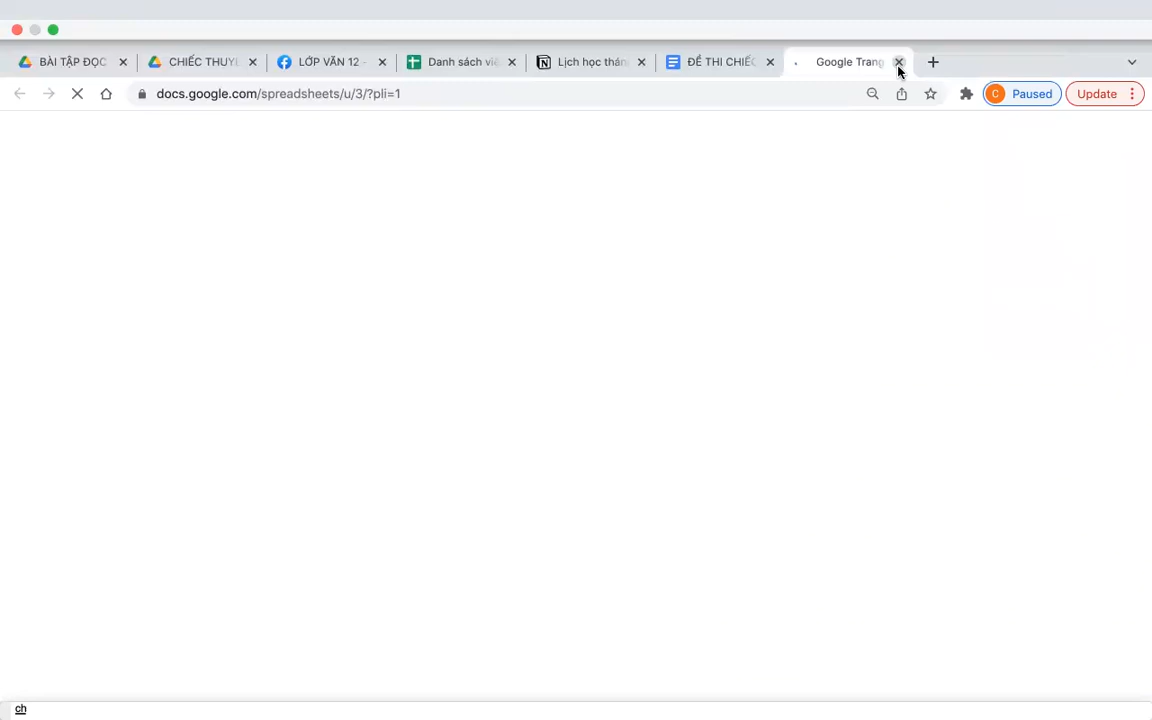 BÀI TẬP ĐỌC CHIẾC THUY LỚP VĂN 12 - Danh sách vi Lịch học thán ĐỀ THI CHIẾC Google Trang
docs.google.com/spreadsheets/u/3/?pli=1 C Paused Update
ch